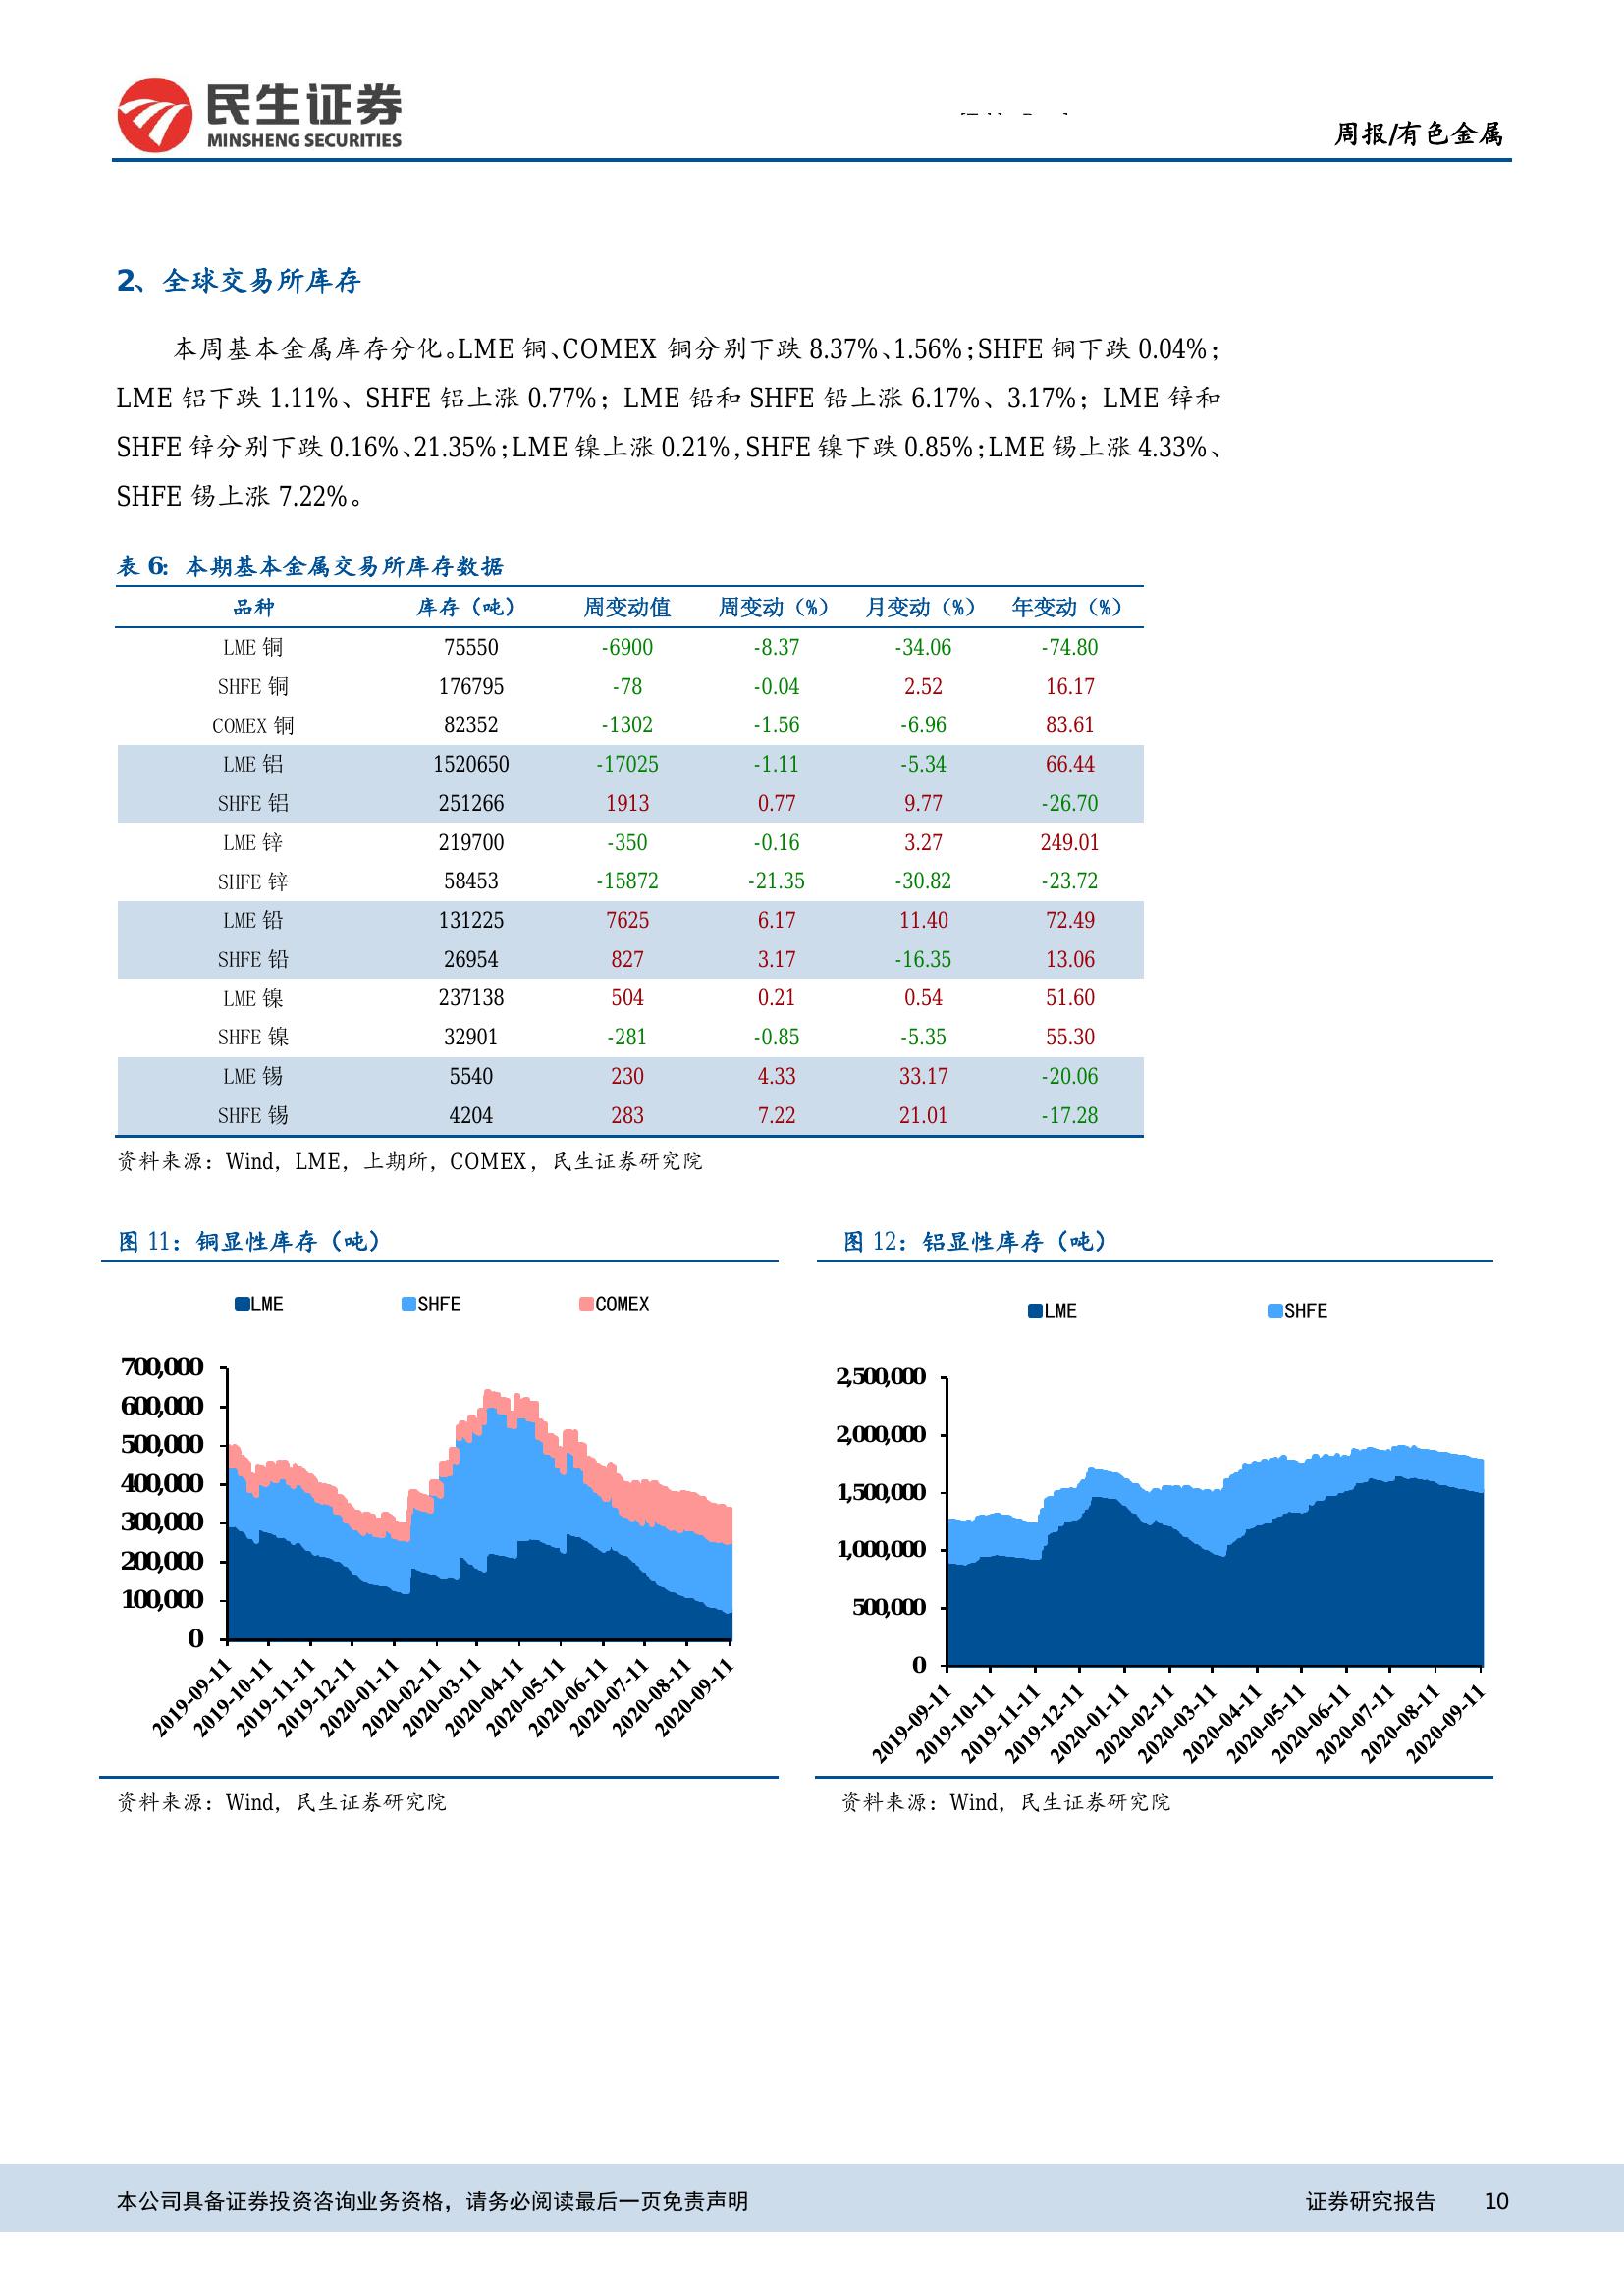 民生证券
MINSHENG SECURITIES
周报/有色金属
2、全球交易所库存
本周基本金属库存分化。LME 铜、COMEX 铜分别下跌 8.37%、1.56%；SHFE 铜下跌 0.04%；
LME 铝下跌 1.11%、SHFE 铝上涨 0.77%；LME 铅和 SHFE 铅上涨 6.17%、3.17%；LME 锌和
SHFE 锌分别下跌 0.16%、21.35%；LME 镍上涨 0.21%，SHFE 镍下跌 0.85%；LME 锡上涨 4.33%、
SHFE 锡上涨 7.22%。
表 6：本期基本金属交易所库存数据
品种 库存（吨） 周变动值 周变动（%） 月变动（%） 年变动（%）
LME 铜 75550 -6900 -8.37 -34.06 -74.80
SHFE 铜 176795 -78 -0.04 2.52 16.17
COMEX 铜 82352 -1302 -1.56 -6.96 83.61
LME 铝 1520650 -17025 -1.11 -5.34 66.44
SHFE 铝 251266 1913 0.77 9.77 -26.70
LME 锌 219700 -350 -0.16 3.27 249.01
SHFE 锌 58453 -15872 -21.35 -30.82 -23.72
LME 铅 131225 7625 6.17 11.40 72.49
SHFE 铅 26954 827 3.17 -16.35 13.06
LME 镍 237138 504 0.21 0.54 51.60
SHFE 镍 32901 -281 -0.85 -5.35 55.30
LME 锡 5540 230 4.33 33.17 -20.06
SHFE 锡 4204 283 7.22 21.01 -17.28
资料来源：Wind，LME，上期所，COMEX，民生证券研究院
图 11：铜显性库存（吨）
LME SHFE COMEX
700,000
600,000
500,000
400,000
300,000
200,000
100,000
0
2019-09-11 2019-10-11 2019-11-11 2019-12-11 2020-01-11 2020-02-11 2020-03-11 2020-04-11 2020-05-11 2020-06-11 2020-07-11 2020-08-11 2020-09-11
资料来源：Wind，民生证券研究院
图 12：铝显性库存（吨）
LME SHFE
2,500,000
2,000,000
1,500,000
1,000,000
500,000
0
2019-09-11 2019-10-11 2019-11-11 2019-12-11 2020-01-11 2020-02-11 2020-03-11 2020-04-11 2020-05-11 2020-06-11 2020-07-11 2020-08-11 2020-09-11
资料来源：Wind，民生证券研究院
本公司具备证券投资咨询业务资格，请务必阅读最后一页免责声明 证券研究报告 10